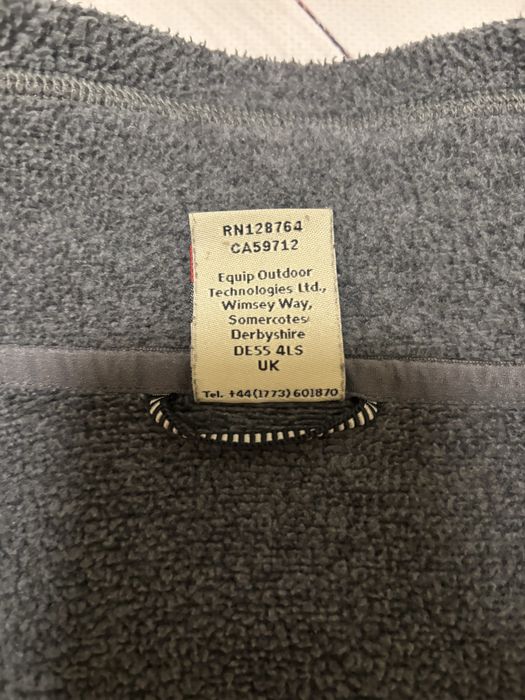 RN128764
CA59712
Equip Outdoor
Technologies Ltd.,
Wimsey Way,
Somercotes
Derbyshire
DE55 4LS
UK
Tel. +44(1773) 601870